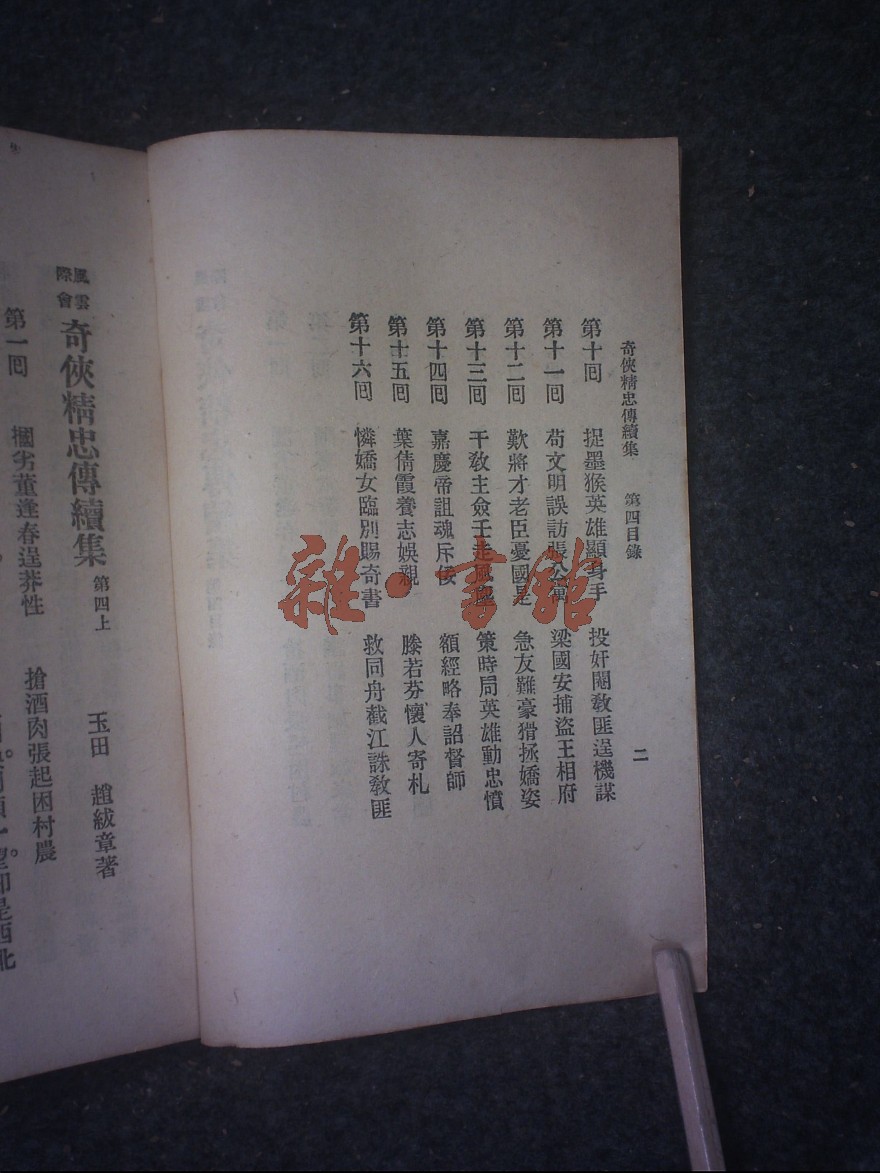 奇俠精忠傳續集 第四目錄 二
第十回 捉墨猴英雄顯身手 投奸閹教匪逞機謀
第十一回 苟文明誤訪張 梁國安捕盜王相府
第十二回 歎將才老臣憂國是 急友難豪猾拯嬌姿
第十三回 干教主僉壬走風 策時局英雄動忠憤
第十四回 嘉慶帝詛魂斥佞 額經略奉詔督師
第十五回 葉倩霞養志娛親 滕若芬懷人寄札
第十六回 憐嬌女臨別賜奇書 救同舟截江誅教匪
風雲際會 奇俠精忠傳續集 第四上
玉田 趙紱章著
第一回 摑劣董逢春逞莽性 搶酒肉張起困村農
望卽是西北
雜·書館